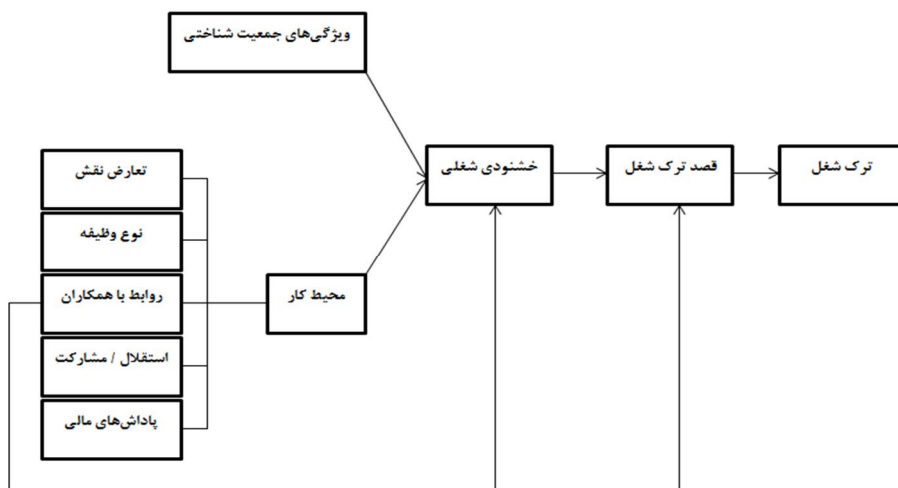 ویژگی‌های جمعیت شناختی
خشنودی شغلی
قصد ترک شغل
ترک شغل
محیط کار
تعارض نقش
نوع وظیفه
روابط با همکاران
استقلال / مشارکت
پاداش‌های مالی